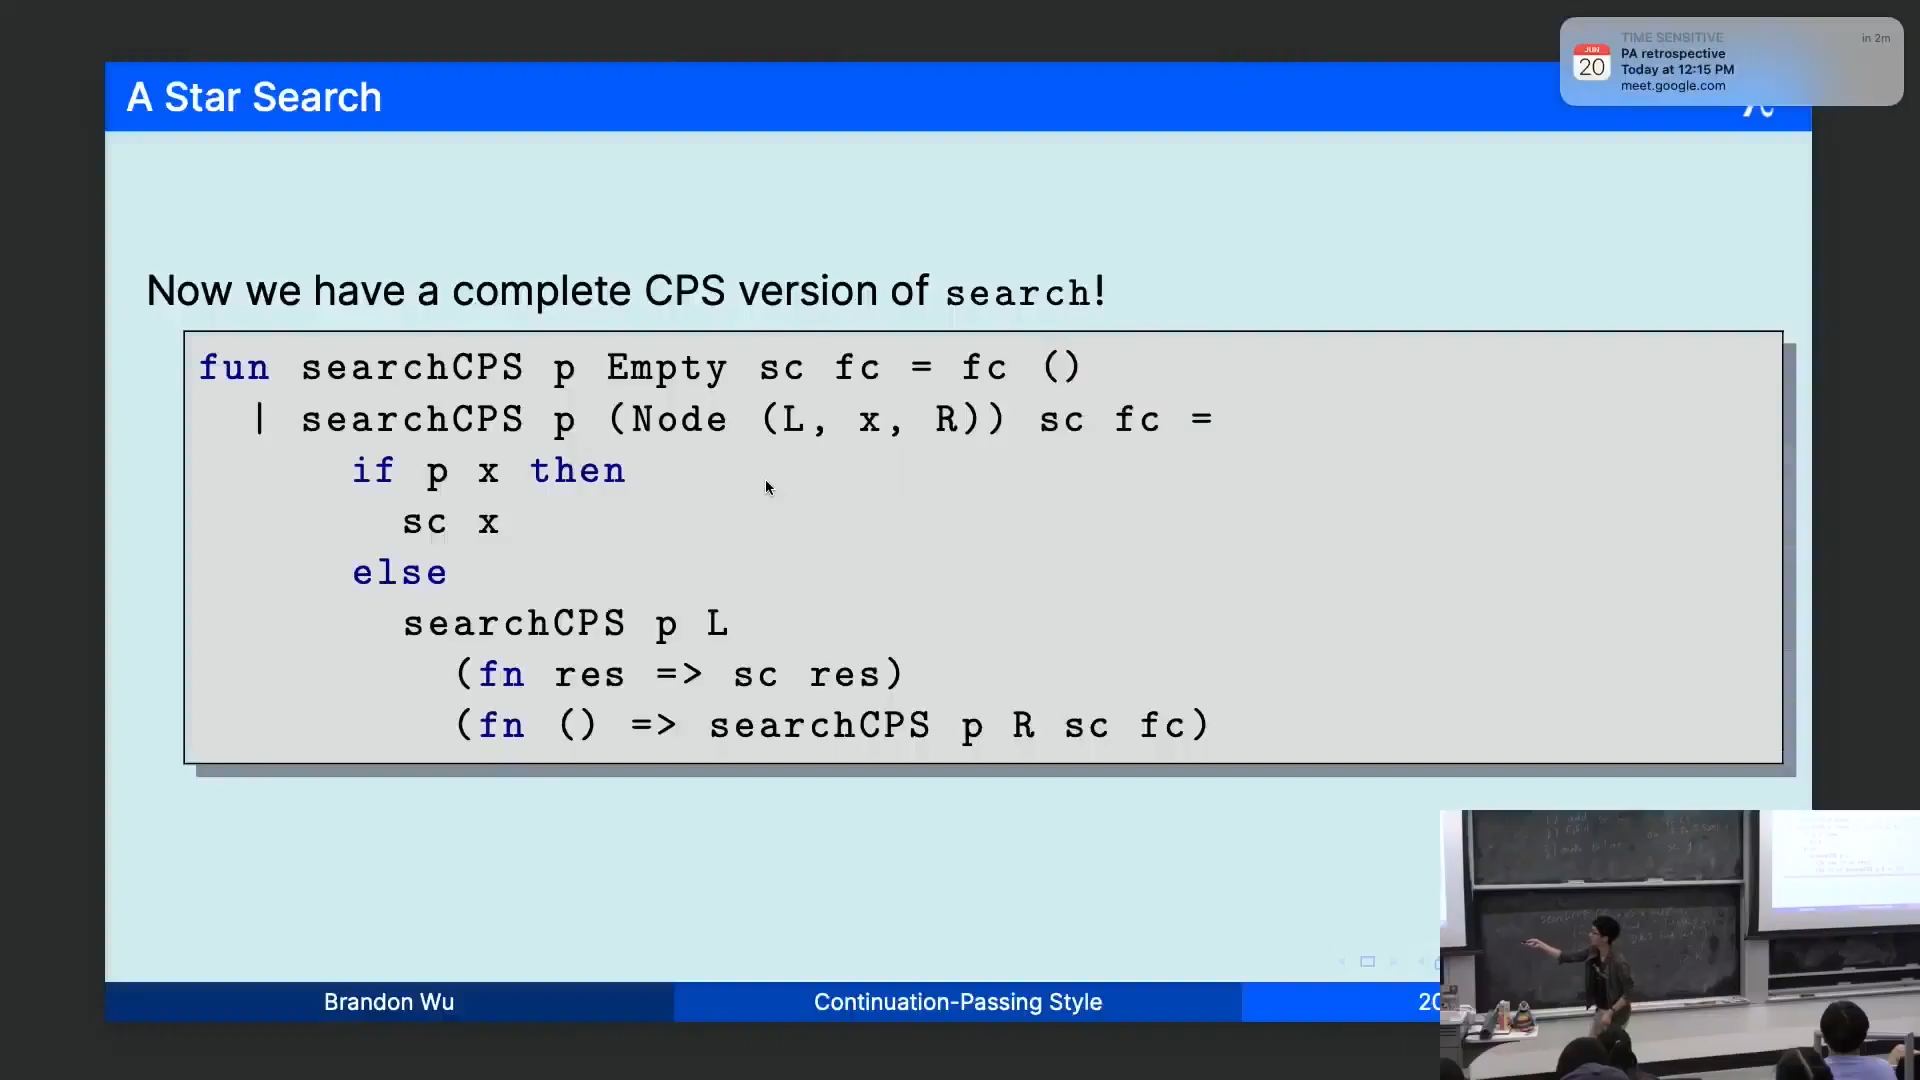 A Star Search
TIME SENSITIVE
in 2m
JUN
20
PA retrospective
Today at 12:15 PM
meet.google.com
Now we have a complete CPS version of search!
fun searchCPS p Empty sc fc = fc ()
| searchCPS p (Node (L, x, R)) sc fc =
if p x then
sc x
else
searchCPS p L
(fn res => sc res)
(fn () => searchCPS p R sc fc)
Brandon Wu
Continuation-Passing Style
20